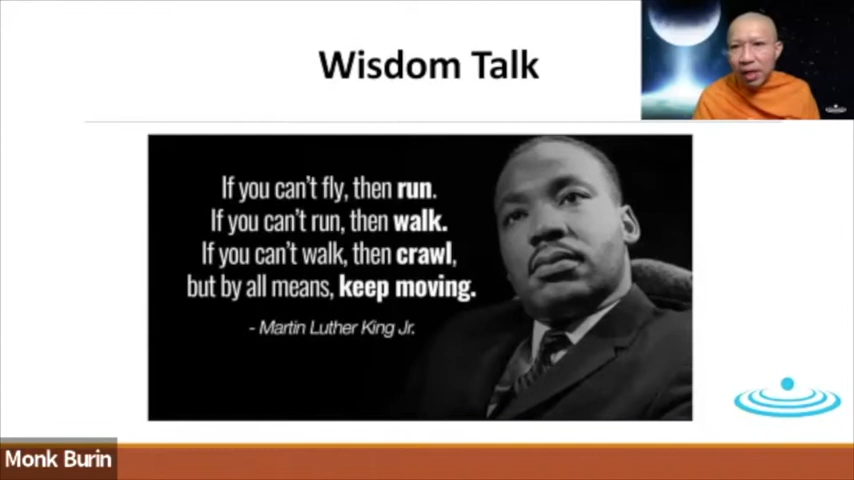 Wisdom Talk
If you can't fly, then run.
If you can't run, then walk.
If you can't walk, then crawl,
but by all means, keep moving.
- Martin Luther King Jr.
Monk Burin